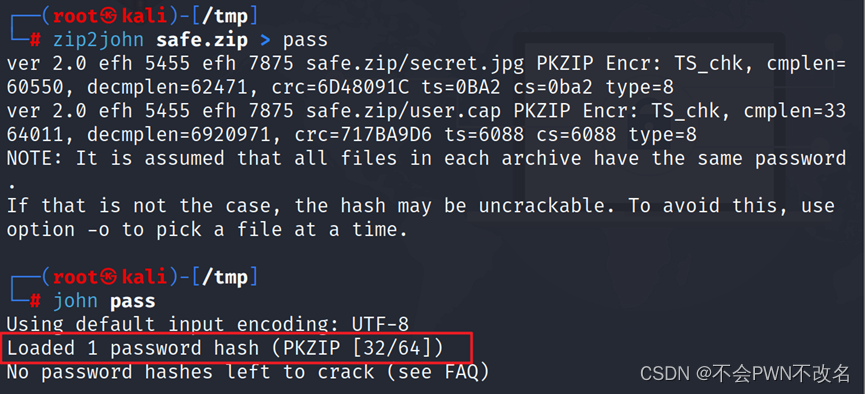 ┌──(root㉿kali)-[/tmp]
└─# zip2john safe.zip > pass
ver 2.0 efh 5455 efh 7875 safe.zip/secret.jpg PKZIP Encr: TS_chk, cmplen=
60550, decmplen=62471, crc=6D48091C ts=0BA2 cs=0ba2 type=8
ver 2.0 efh 5455 efh 7875 safe.zip/user.cap PKZIP Encr: TS_chk, cmplen=33
64011, decmplen=6920971, crc=717BA9D6 ts=6088 cs=6088 type=8
NOTE: It is assumed that all files in each archive have the same password
.
If that is not the case, the hash may be uncrackable. To avoid this, use
option -o to pick a file at a time.
┌──(root㉿kali)-[/tmp]
└─# john pass
Using default input encoding: UTF-8
Loaded 1 password hash (PKZIP [32/64])
No password hashes left to crack (see FAQ)
CSDN @不会PWN不改名